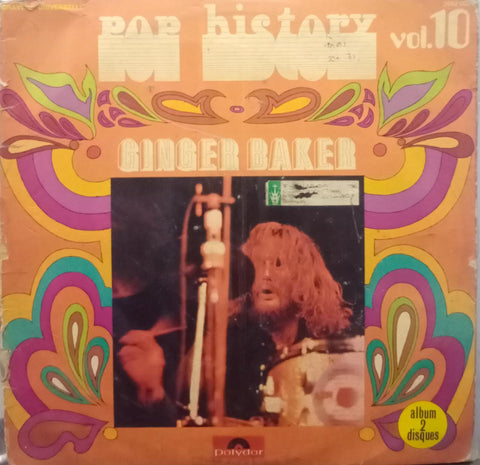 pop history
vol.10
GINGER BAKER
album
2
disques
Polydor